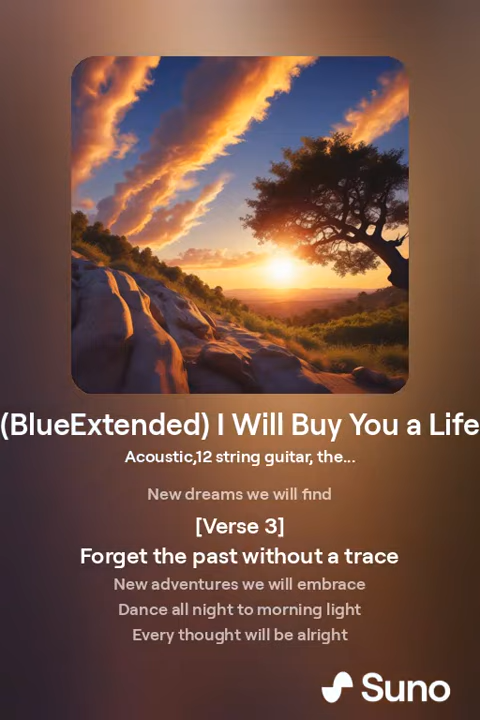 (BlueExtended) I Will Buy You a Life
Acoustic,12 string guitar, the...
New dreams we will find
[Verse 3]
Forget the past without a trace
New adventures we will embrace
Dance all night to morning light
Every thought will be alright
Suno